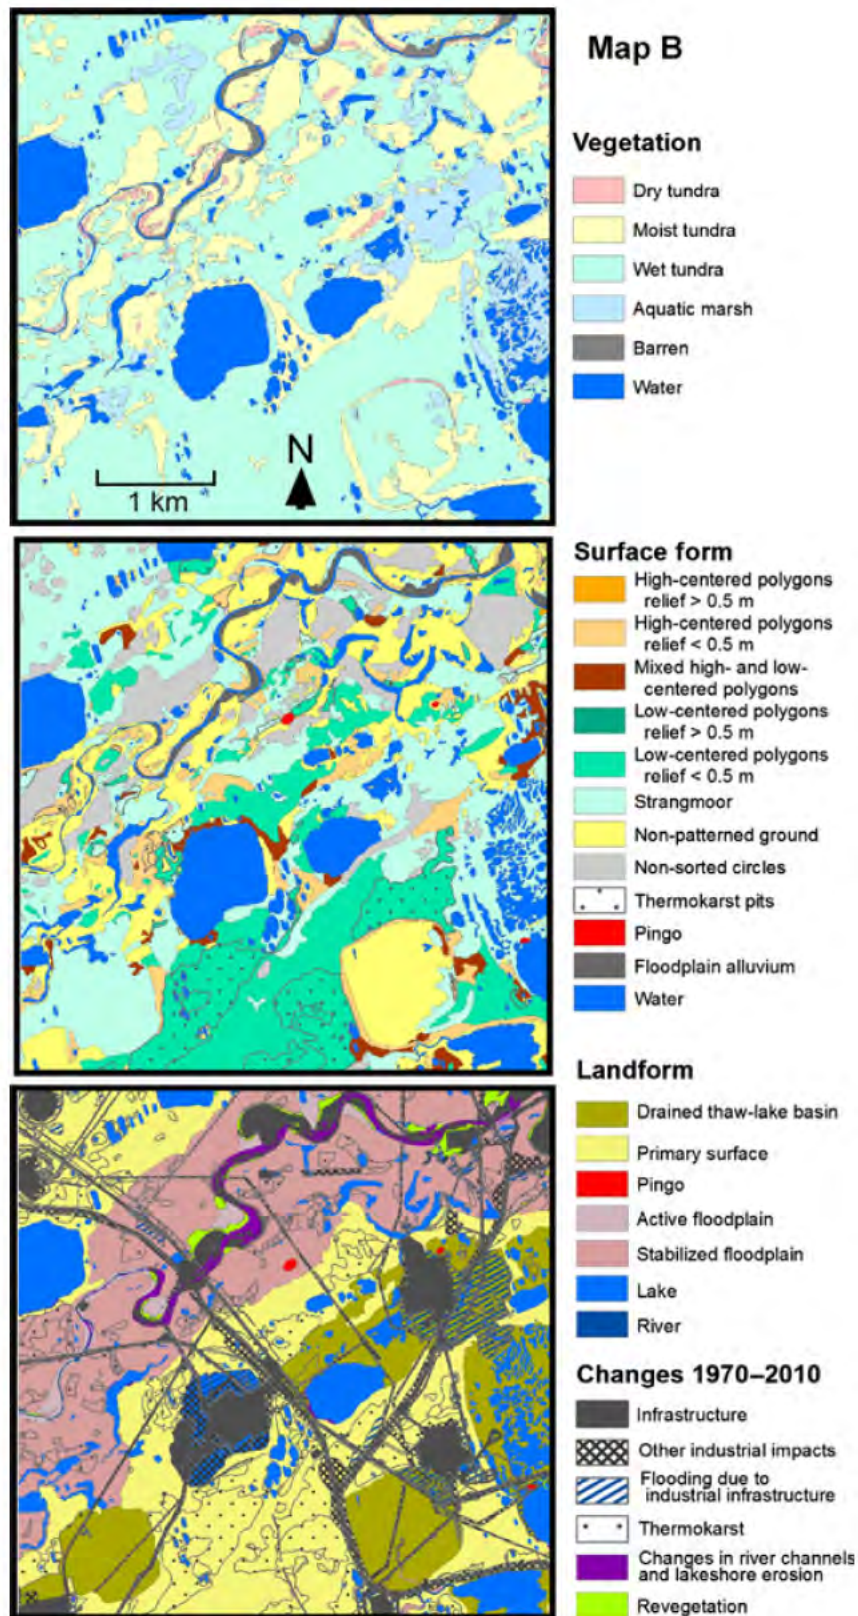 Map B
Vegetation
Dry tundra
Moist tundra
Wet tundra
Aquatic marsh
Barren
Water
N
1 km
Surface form
High-centered polygons
relief > 0.5 m
High-centered polygons
relief < 0.5 m
Mixed high- and low-
centered polygons
Low-centered polygons
relief > 0.5 m
Low-centered polygons
relief < 0.5 m
Strangmoor
Non-patterned ground
Non-sorted circles
Thermokarst pits
Pingo
Floodplain alluvium
Water
Landform
Drained thaw-lake basin
Primary surface
Pingo
Active floodplain
Stabilized floodplain
Lake
River
Changes 1970–2010
Infrastructure
Other industrial impacts
Flooding due to
industrial infrastructure
Thermokarst
Changes in river channels
and lakeshore erosion
Revegetation